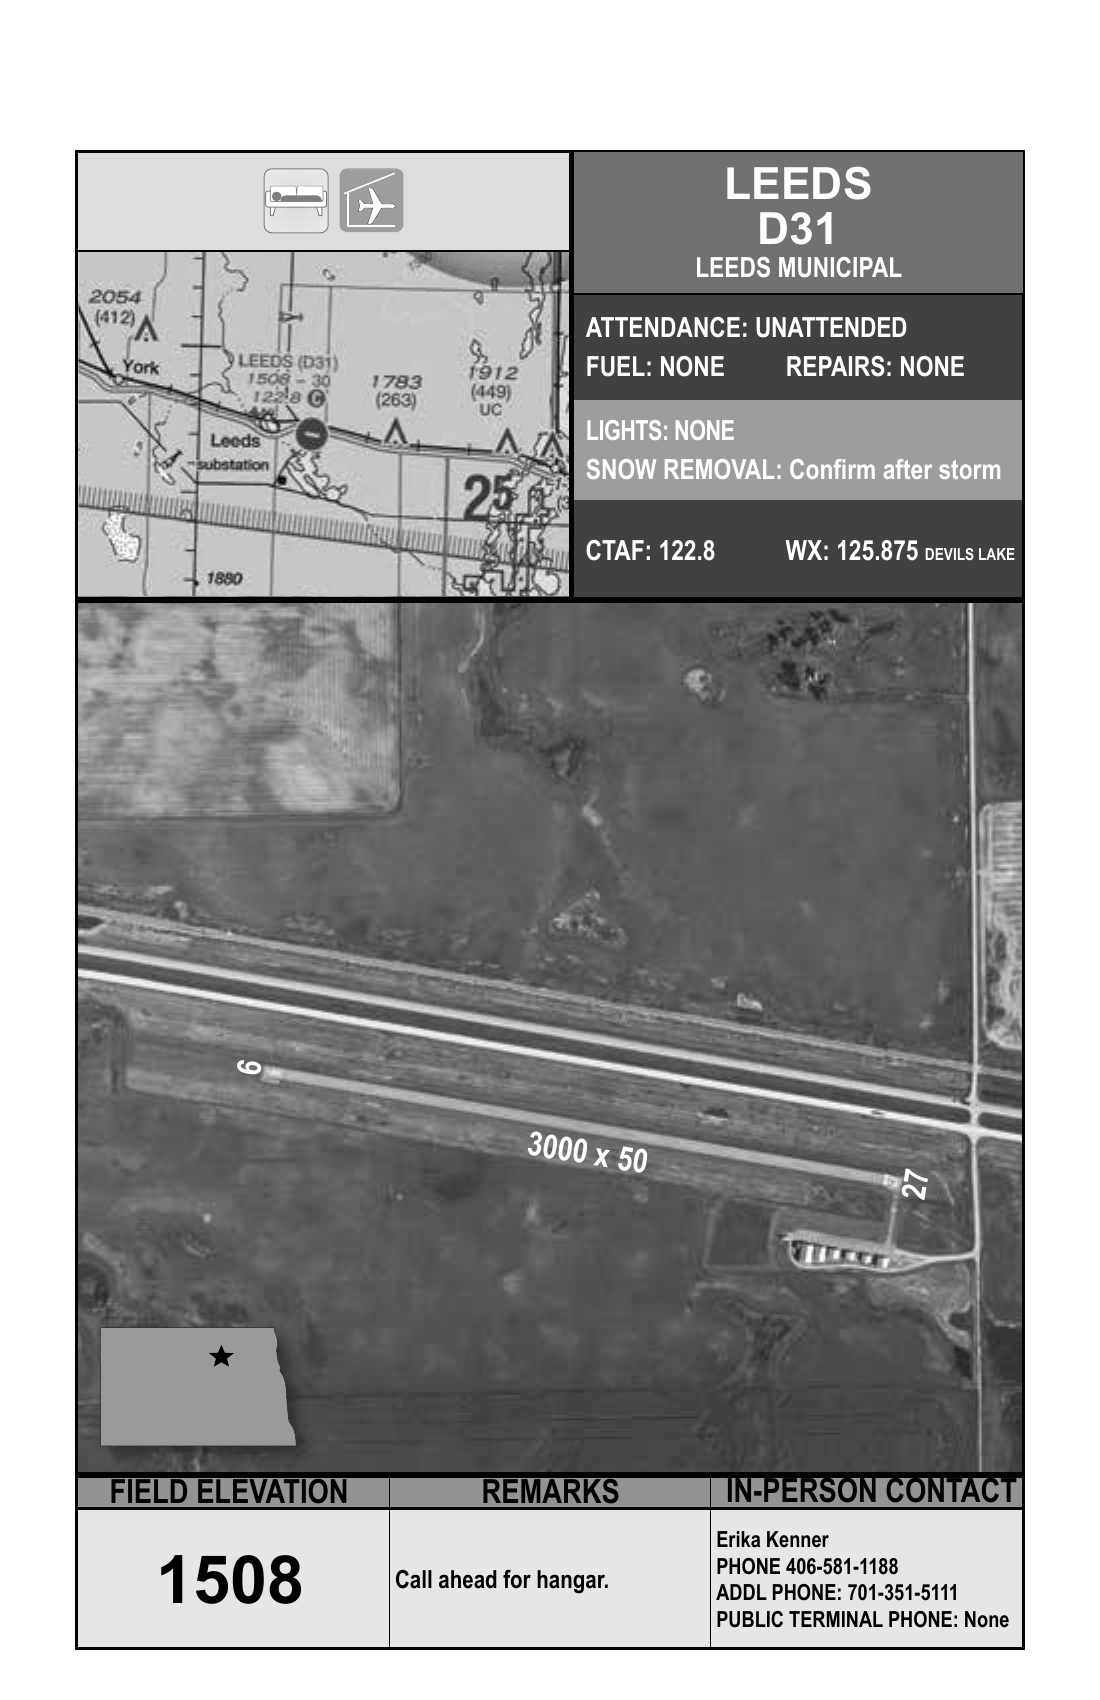 LEEDS
D31
LEEDS MUNICIPAL
2054
(412)
York
LEEDS (D31)
1508 - 30
122.8 C
1783
(263)
1912
(449)
UC
Leeds
substation
25
1880
ATTENDANCE: UNATTENDED
FUEL: NONE REPAIRS: NONE
LIGHTS: NONE
SNOW REMOVAL: Confirm after storm
CTAF: 122.8 WX: 125.875 DEVILS LAKE
9
3000 x 50
27
FIELD ELEVATION
1508
REMARKS
Call ahead for hangar.
IN-PERSON CONTACT
Erika Kenner
PHONE 406-581-1188
ADDL PHONE: 701-351-5111
PUBLIC TERMINAL PHONE: None